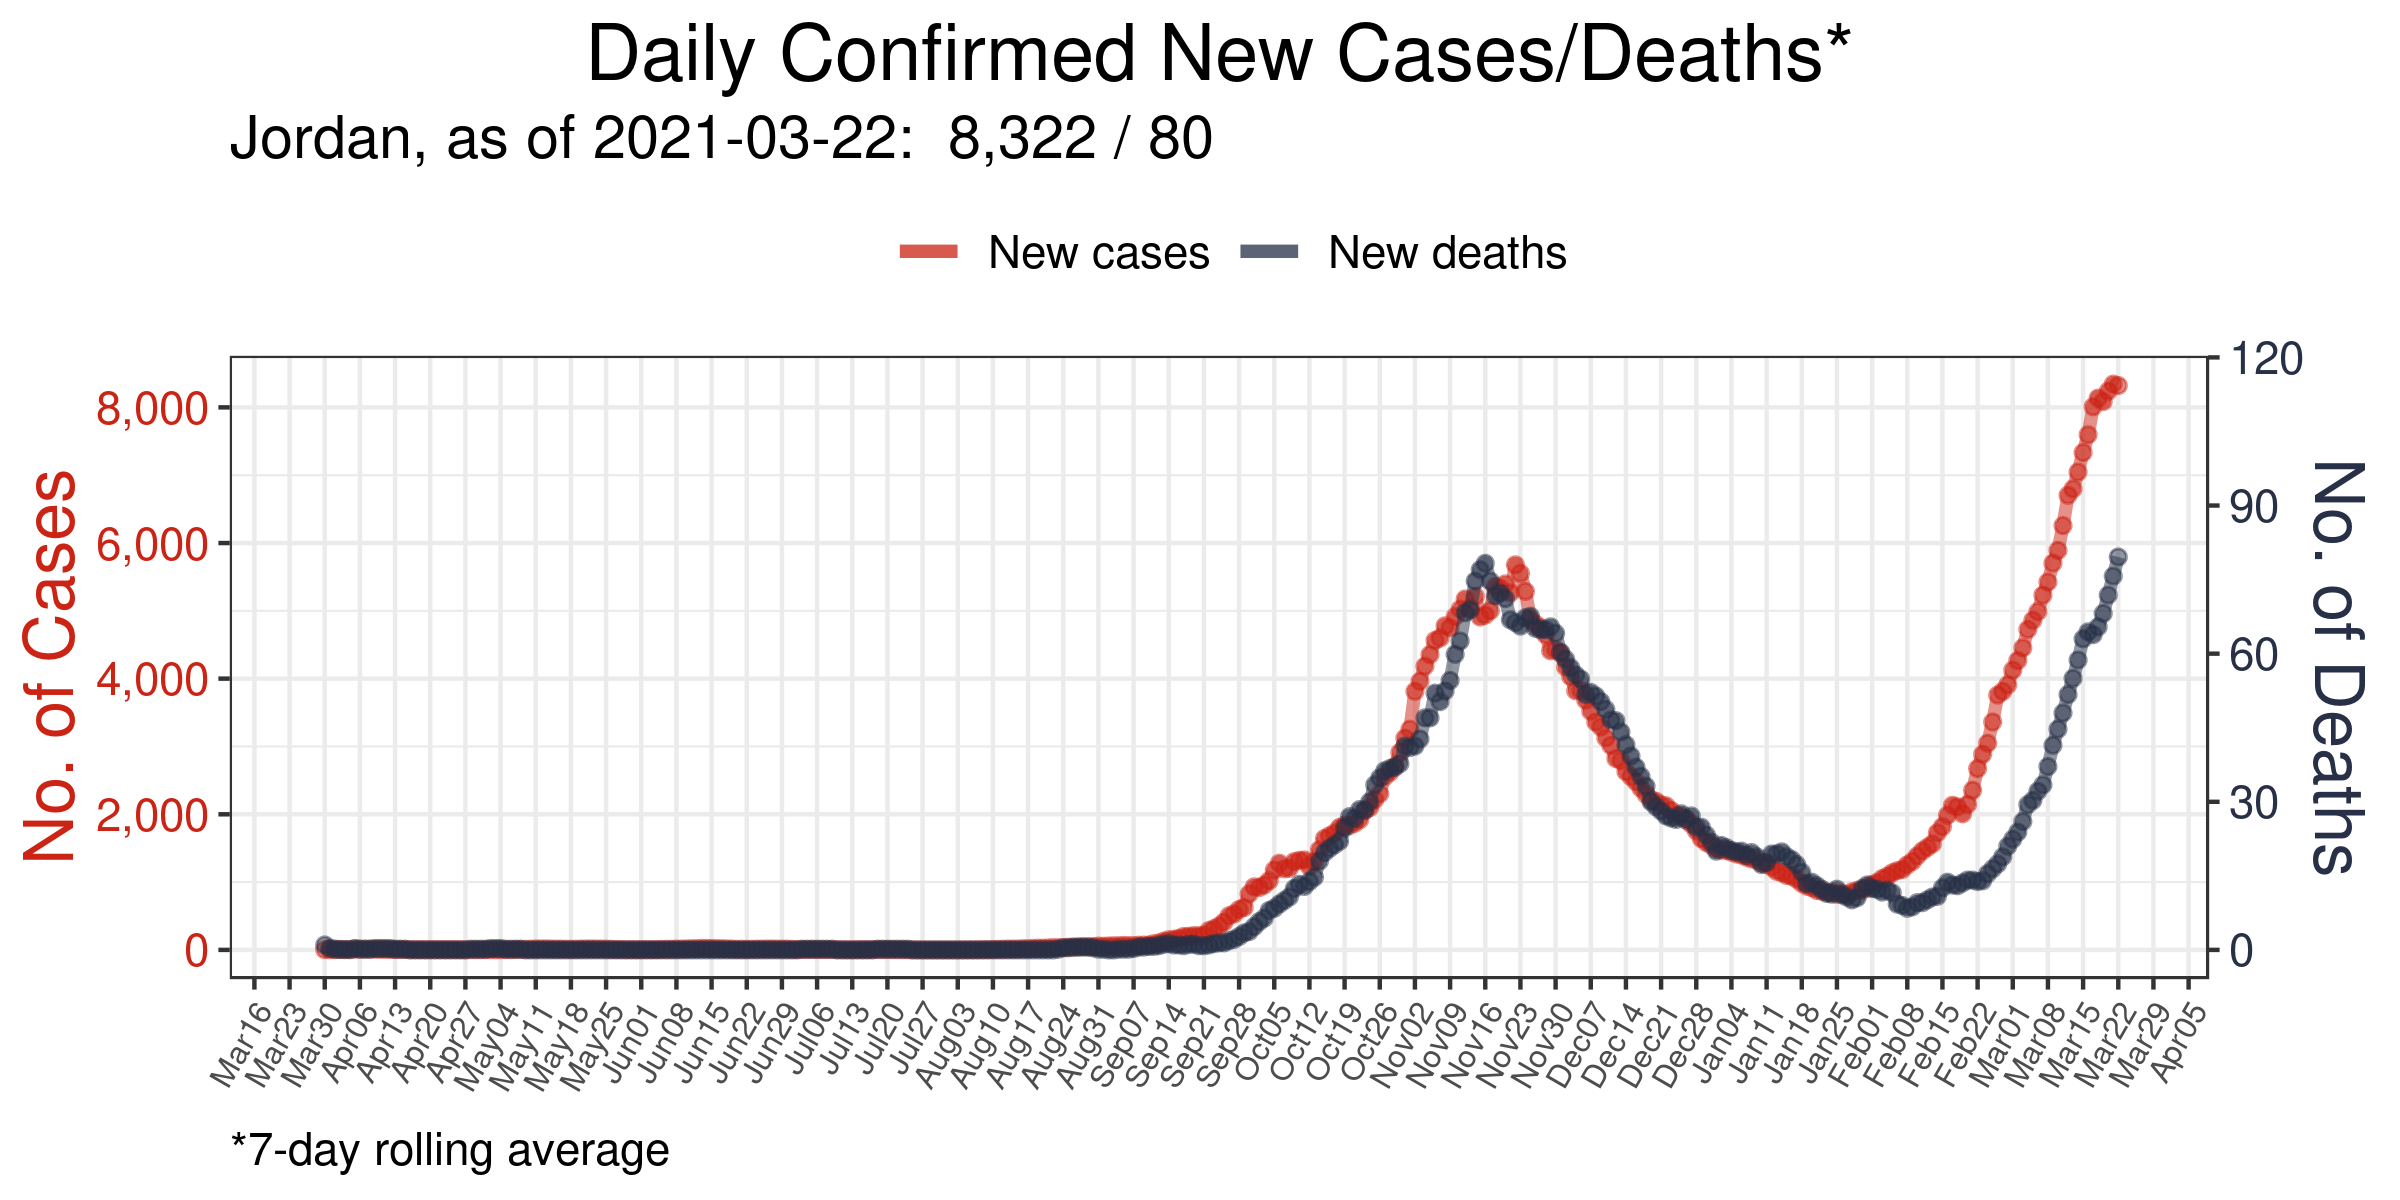 Daily Confirmed New Cases/Deaths*
Jordan, as of 2021-03-22:  8,322 / 80
New cases New deaths
No. of Cases
8,000
6,000
4,000
2,000
0
120
90
60
30
0
No. of Deaths
Mar16 Mar23 Mar30 Apr06 Apr13 Apr20 Apr27 May04 May11 May18 May25 Jun01 Jun08 Jun15 Jun22 Jun29 Jul06 Jul13 Jul20 Jul27 Aug03 Aug10 Aug17 Aug24 Aug31 Sep07 Sep14 Sep21 Sep28 Oct05 Oct12 Oct19 Oct26 Nov02 Nov09 Nov16 Nov23 Nov30 Dec07 Dec14 Dec21 Dec28 Jan04 Jan11 Jan18 Jan25 Feb01 Feb08 Feb15 Feb22 Mar01 Mar08 Mar15 Mar22 Mar29 Apr05
*7-day rolling average